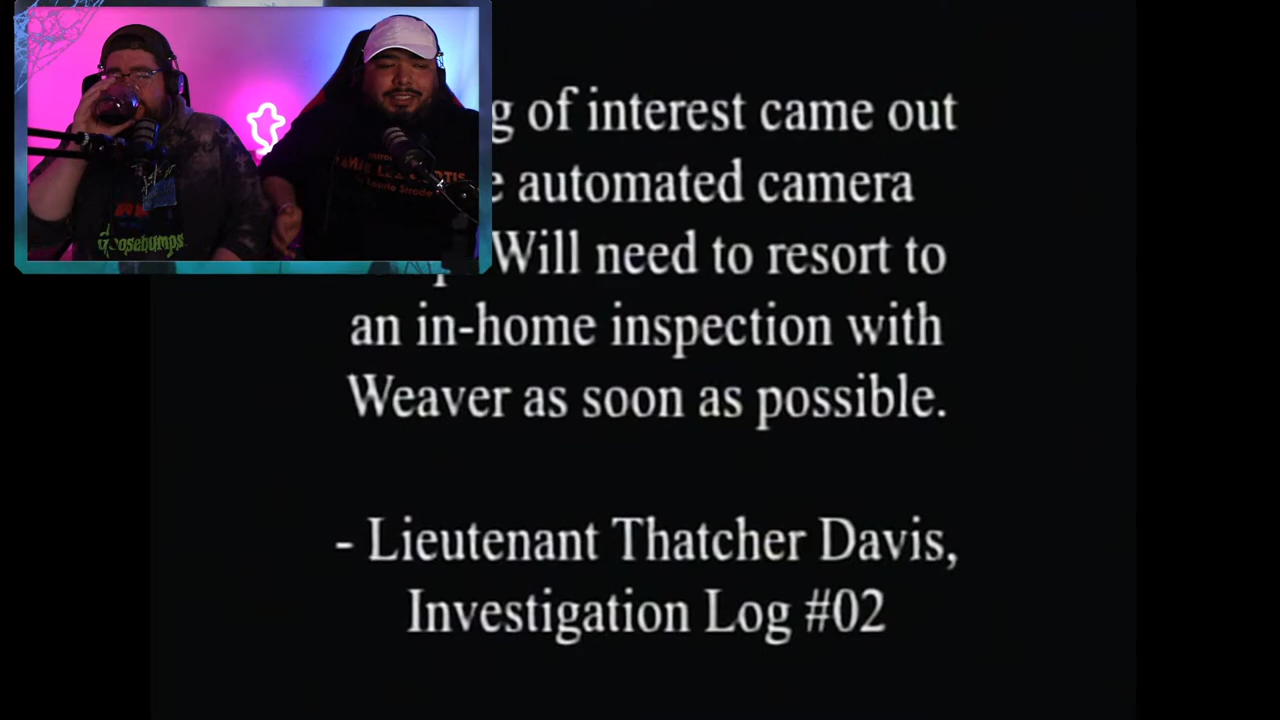 of interest came out
automated camera
Will need to resort to
an in-home inspection with
Weaver as soon as possible.
- Lieutenant Thatcher Davis,
Investigation Log #02
Goosebumps